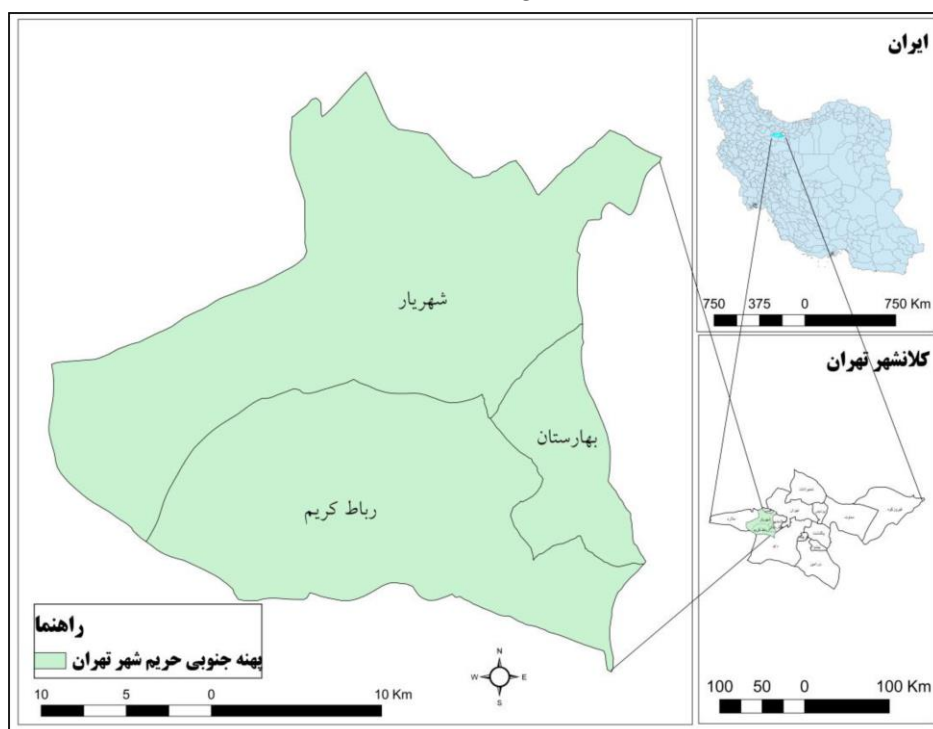 ایران
750 375 0 750 Km
شهریار
بهارستان
رباط کریم
کلانشهر تهران
راهنما
پهنه جنوبی حریم شهر تهران
10 5 0 10 Km
N
W E
S
100 50 0 100 Km